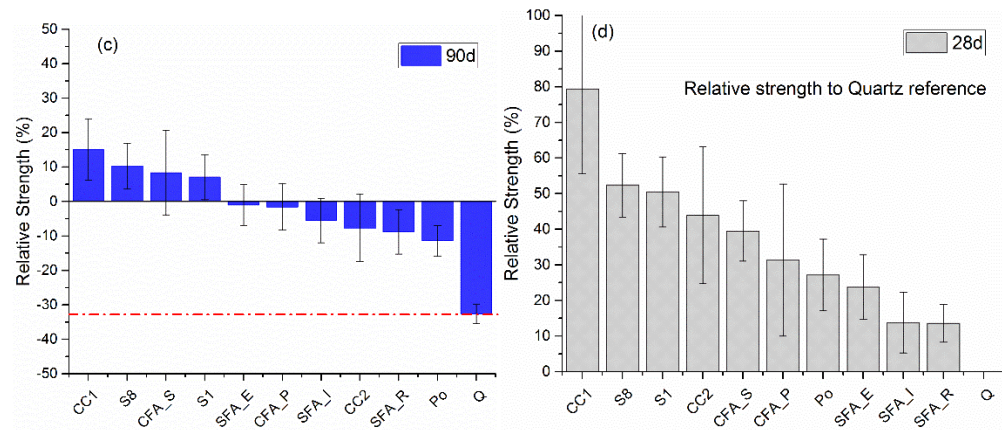 (c)
90d
Relative Strength (%)
50
40
30
20
10
0
-10
-20
-30
-40
-50
CC1
S8
CFA_S
S1
SFA_E
CFA_P
SFA_I
CC2
SFA_R
Po
Q
(d)
28d
Relative strength to Quartz reference
Relative Strength (%)
100
90
80
70
60
50
40
30
20
10
0
CC1
S8
S1
CC2
CFA_S
CFA_P
Po
SFA_E
SFA_I
SFA_R
Q